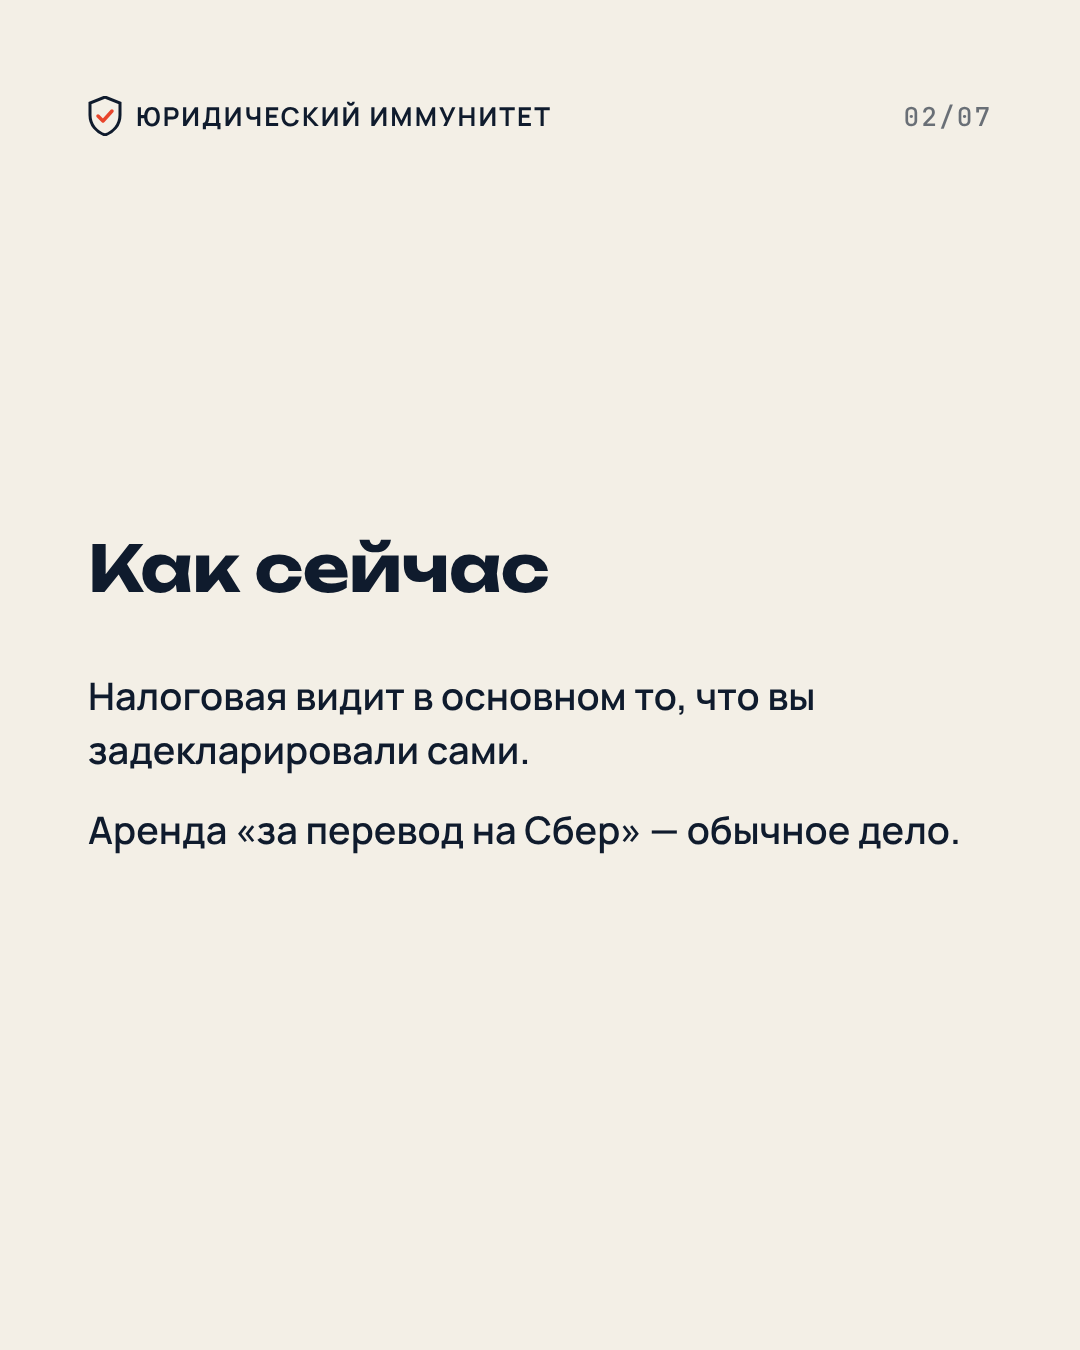 ЮРИДИЧЕСКИЙ ИММУНИТЕТ
02/07
Как сейчас
Налоговая видит в основном то, что вы
задекларировали сами.
Аренда «за перевод на Сбер» — обычное дело.